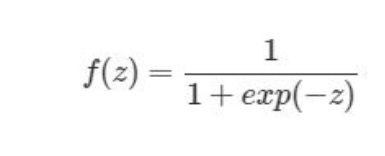 f(z) = 1 / (1 + exp(−z))